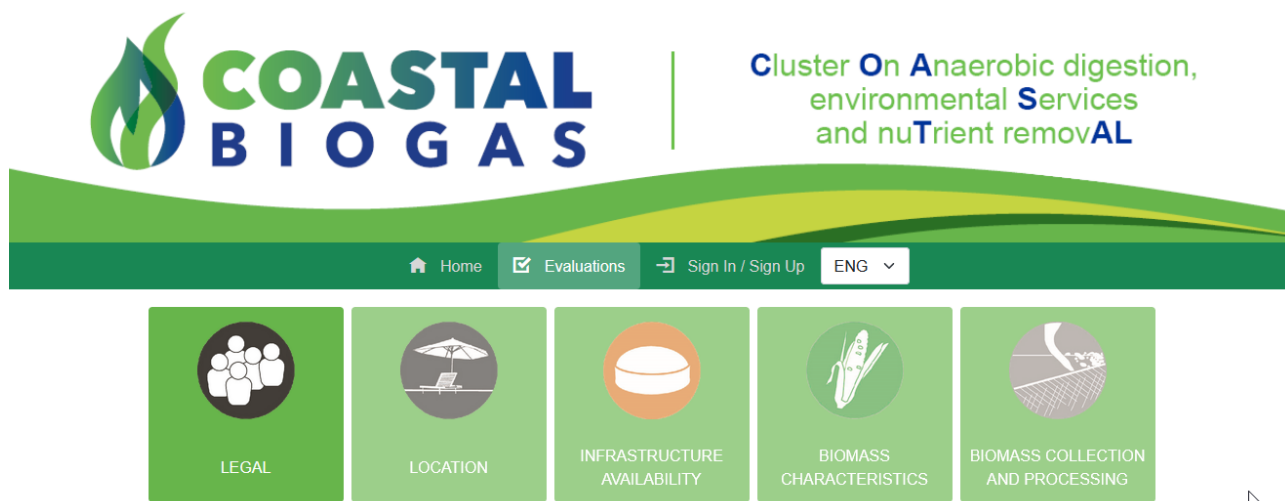 COASTAL
BIOGAS
Cluster On Anaerobic digestion,
environmental Services
and nuTrient removAL
Home Evaluations Sign In / Sign Up ENG
LEGAL
LOCATION
INFRASTRUCTURE
AVAILABILITY
BIOMASS
CHARACTERISTICS
BIOMASS COLLECTION
AND PROCESSING